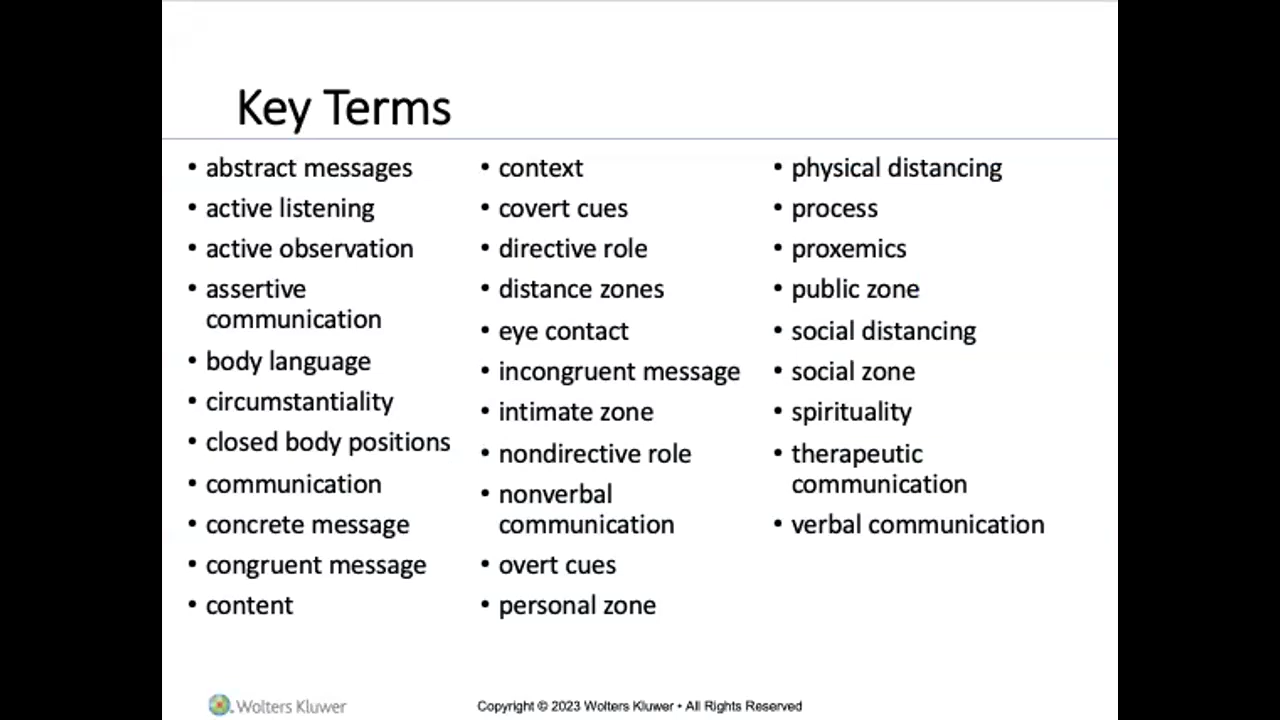 Key Terms
• abstract messages
• active listening
• active observation
• assertive
communication
• body language
• circumstantiality
• closed body positions
• communication
• concrete message
• congruent message
• content
• context
• covert cues
• directive role
• distance zones
• eye contact
• incongruent message
• intimate zone
• nondirective role
• nonverbal
communication
• overt cues
• personal zone
• physical distancing
• process
• proxemics
• public zone
• social distancing
• social zone
• spirituality
• therapeutic
communication
• verbal communication
Wolters Kluwer
Copyright © 2023 Wolters Kluwer • All Rights Reserved